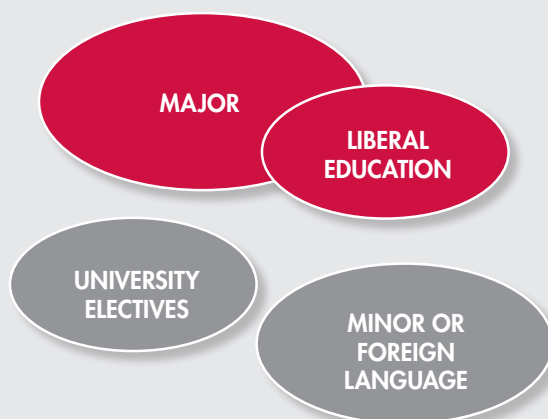 MAJOR
LIBERAL
EDUCATION
UNIVERSITY
ELECTIVES
MINOR OR
FOREIGN
LANGUAGE